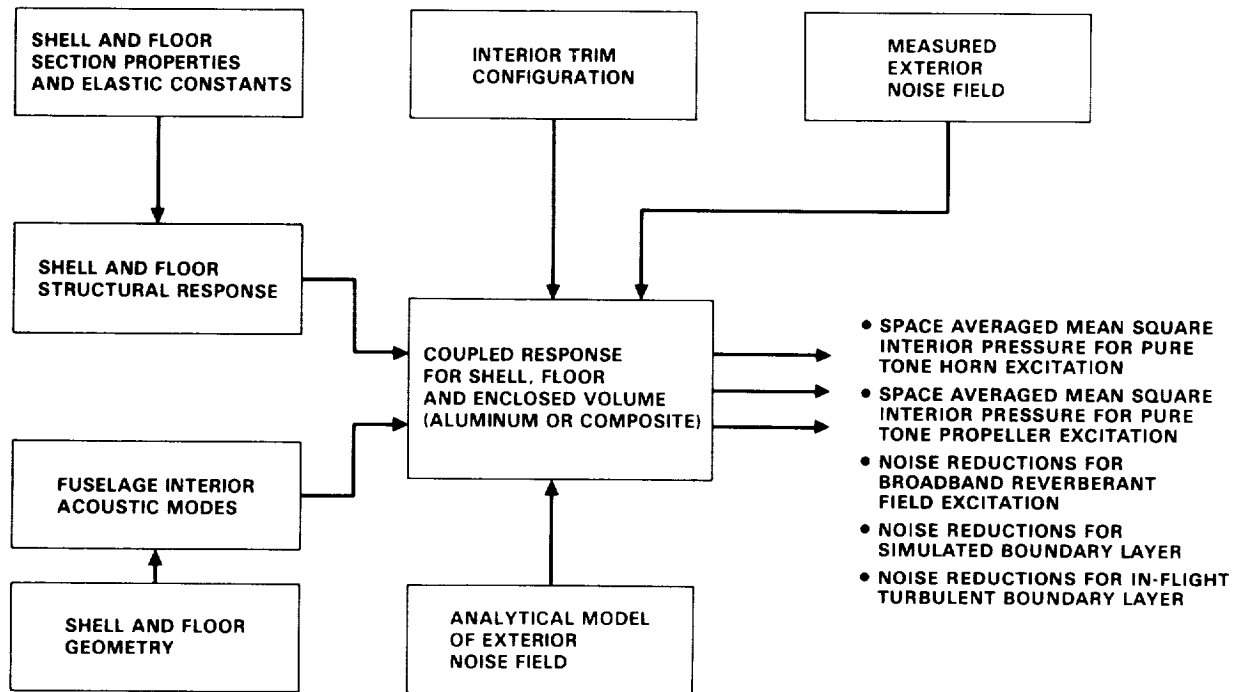 SHELL AND FLOOR
SECTION PROPERTIES
AND ELASTIC CONSTANTS
INTERIOR TRIM
CONFIGURATION
MEASURED
EXTERIOR
NOISE FIELD
SHELL AND FLOOR
STRUCTURAL RESPONSE
COUPLED RESPONSE
FOR SHELL, FLOOR
AND ENCLOSED VOLUME
(ALUMINUM OR COMPOSITE)
FUSELAGE INTERIOR
ACOUSTIC MODES
SHELL AND FLOOR
GEOMETRY
ANALYTICAL MODEL
OF EXTERIOR
NOISE FIELD
• SPACE AVERAGED MEAN SQUARE
INTERIOR PRESSURE FOR PURE
TONE HORN EXCITATION
• SPACE AVERAGED MEAN SQUARE
INTERIOR PRESSURE FOR PURE
TONE PROPELLER EXCITATION
• NOISE REDUCTIONS FOR
BROADBAND REVERBERANT
FIELD EXCITATION
• NOISE REDUCTIONS FOR
SIMULATED BOUNDARY LAYER
• NOISE REDUCTIONS FOR IN-FLIGHT
TURBULENT BOUNDARY LAYER